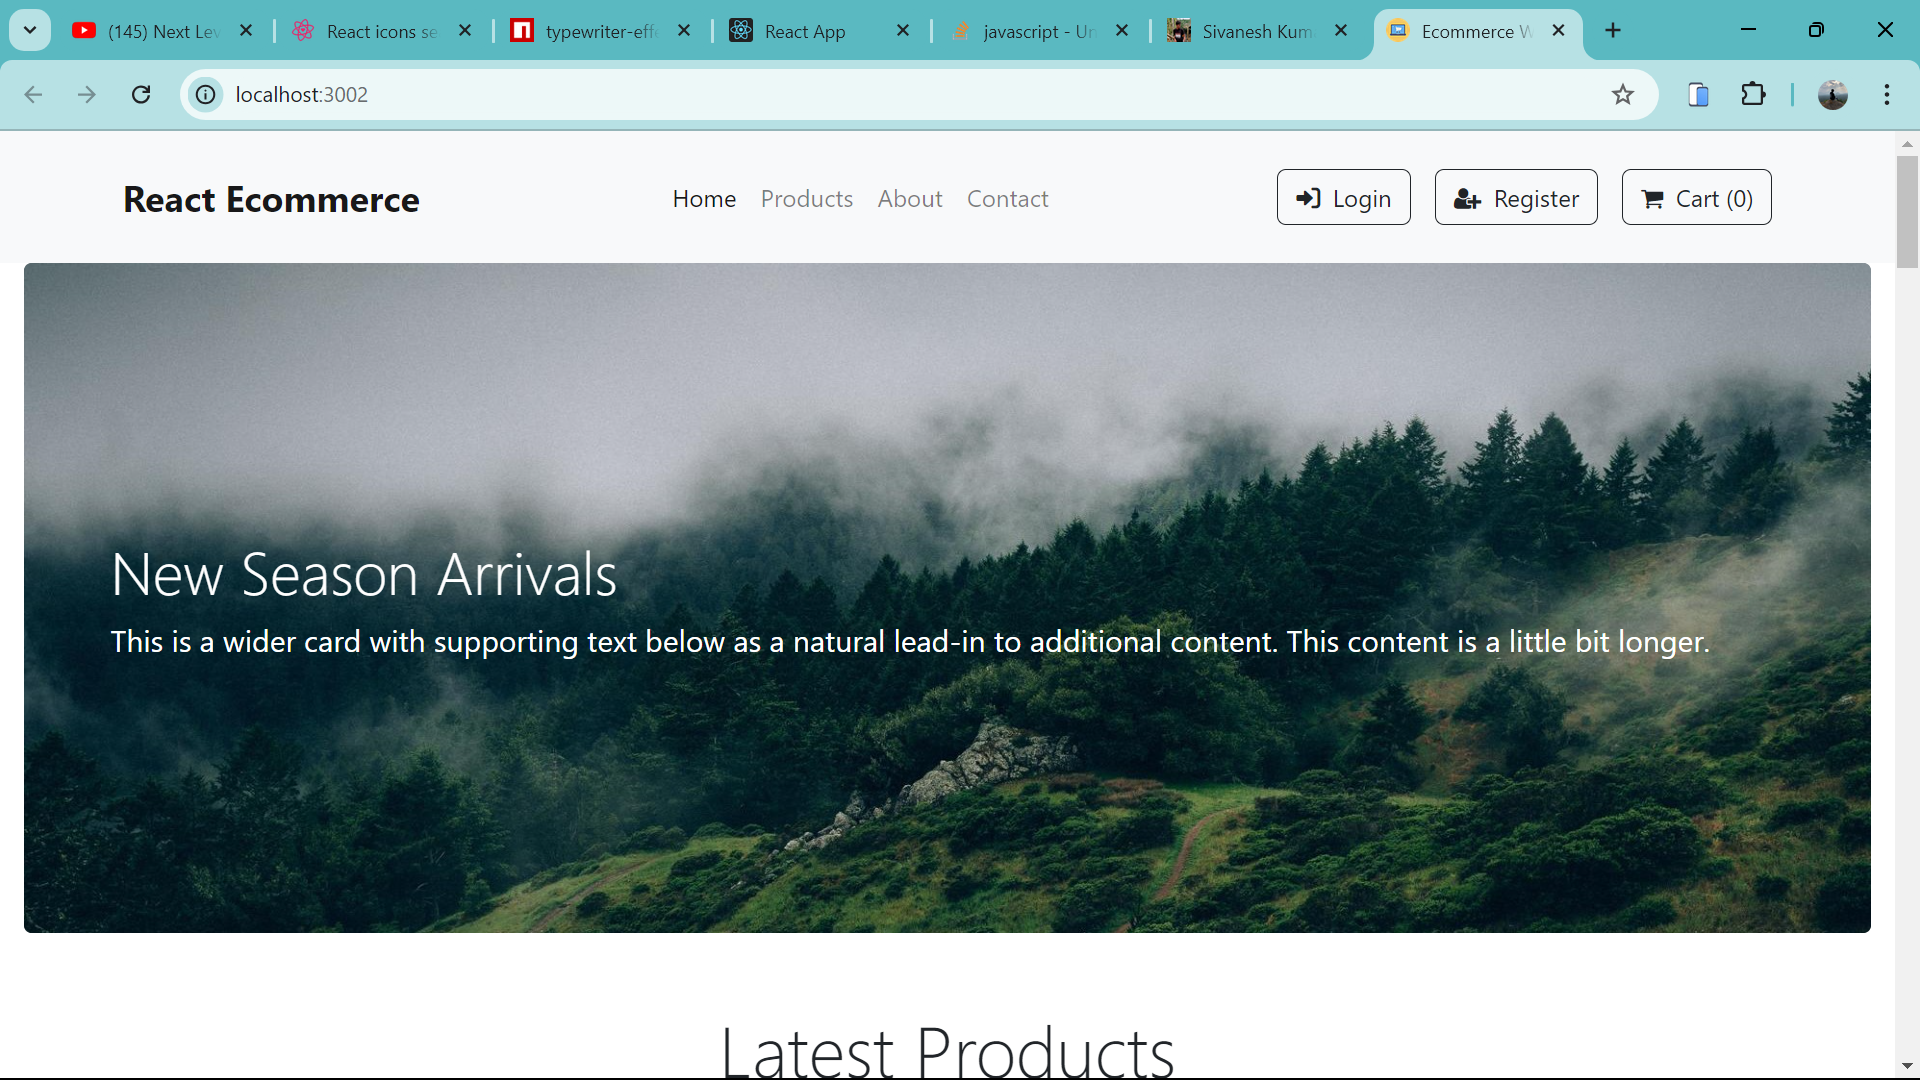 (145) Next Lev
React icons se
typewriter-effe
React App
javascript - Un
Sivanesh Kuma
Ecommerce W
localhost:3002
React Ecommerce
Home Products About Contact
Login Register Cart (0)
New Season Arrivals
This is a wider card with supporting text below as a natural lead-in to additional content. This content is a little bit longer.
Latest Products